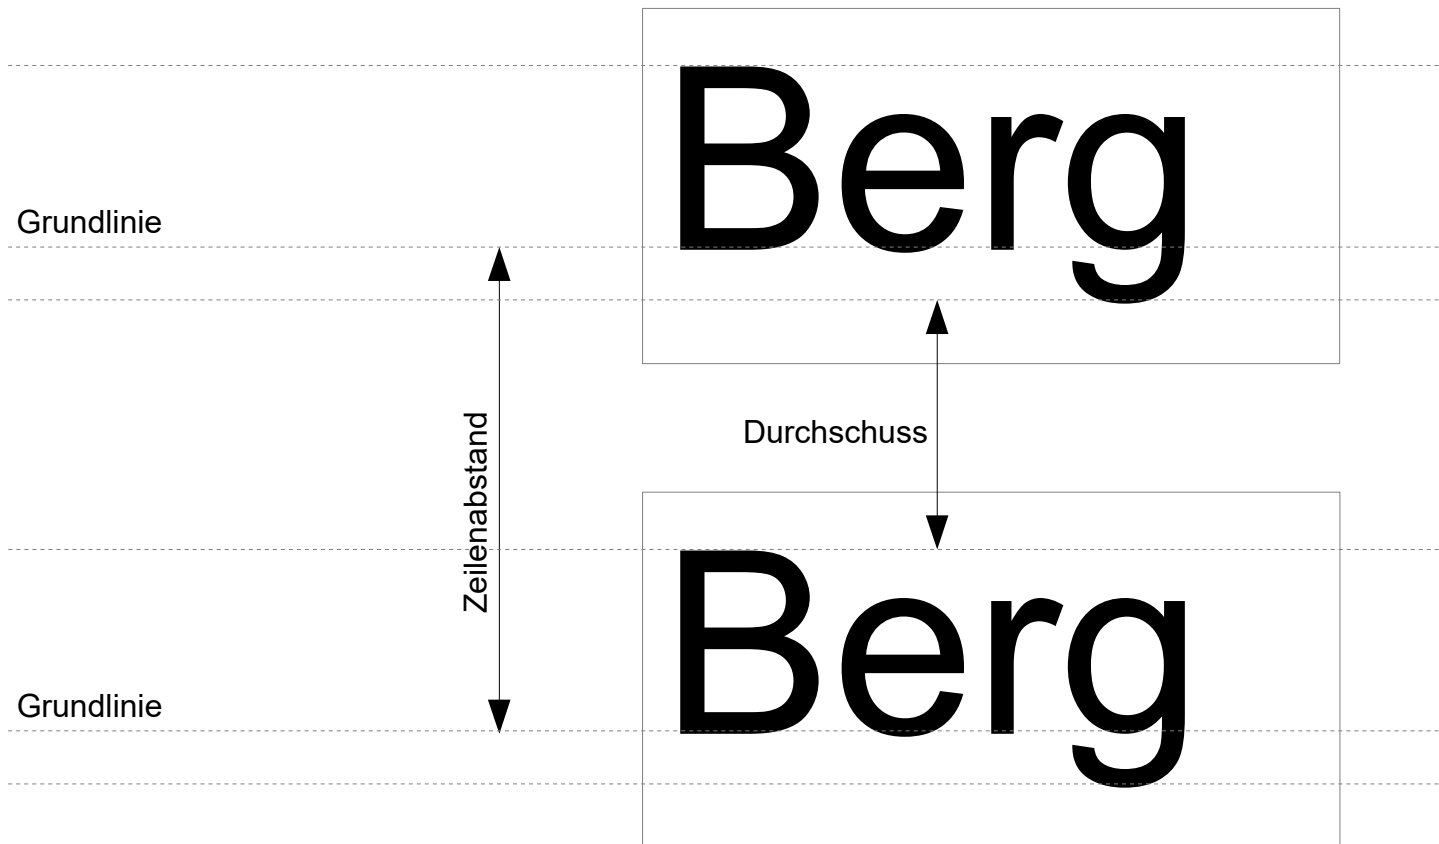 Berg
Grundlinie
Zeilenabstand
Durchschuss
Berg
Grundlinie